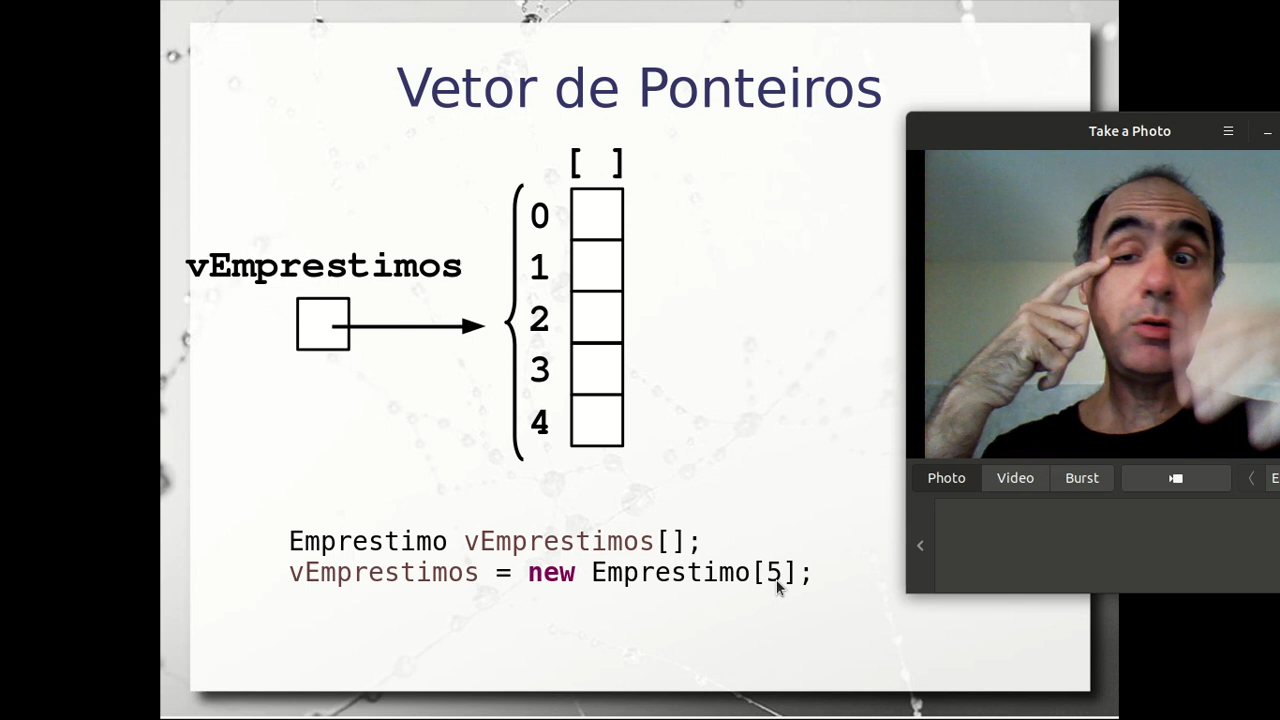 Vetor de Ponteiros
[ ]
0
vEmprestimos
1
2
3
4
Emprestimo vEmprestimos[];
vEmprestimos = new Emprestimo[5];
Take a Photo
Photo Video Burst E